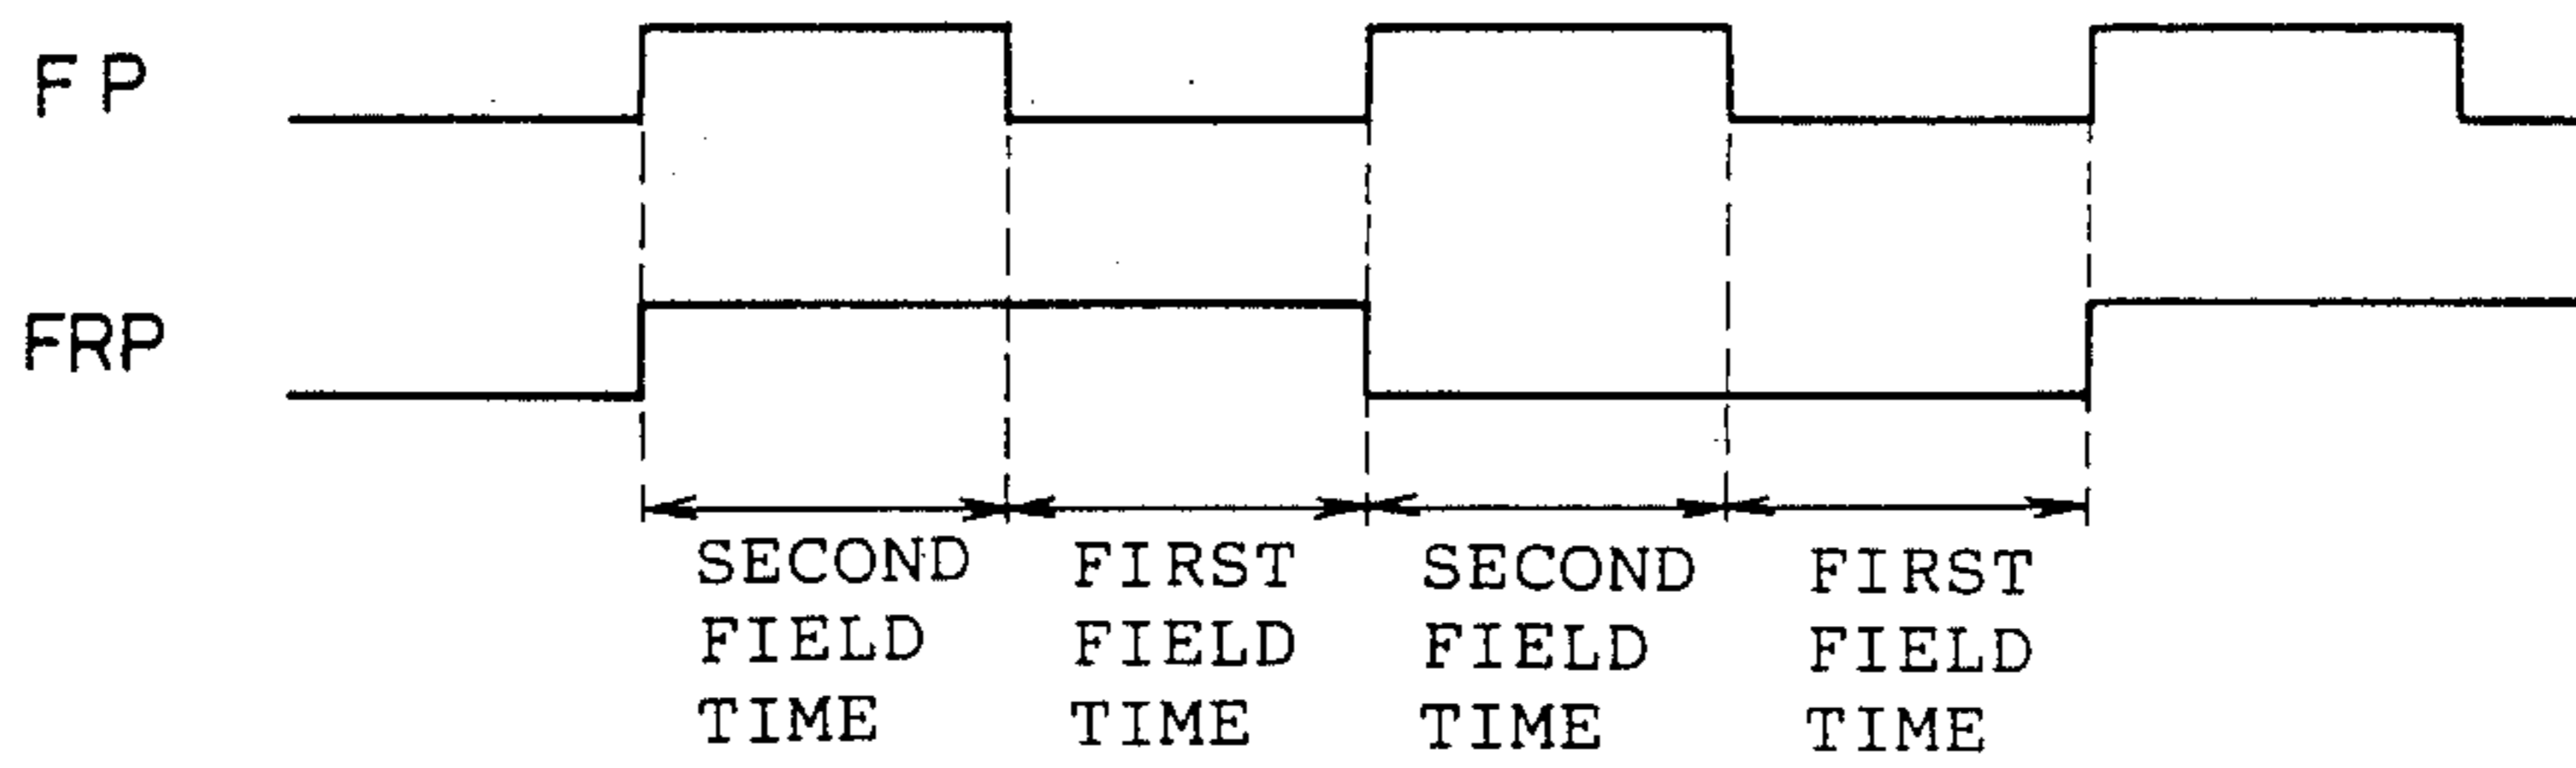 FP
FRP
SECOND
FIELD
TIME
FIRST
FIELD
TIME
SECOND
FIELD
TIME
FIRST
FIELD
TIME